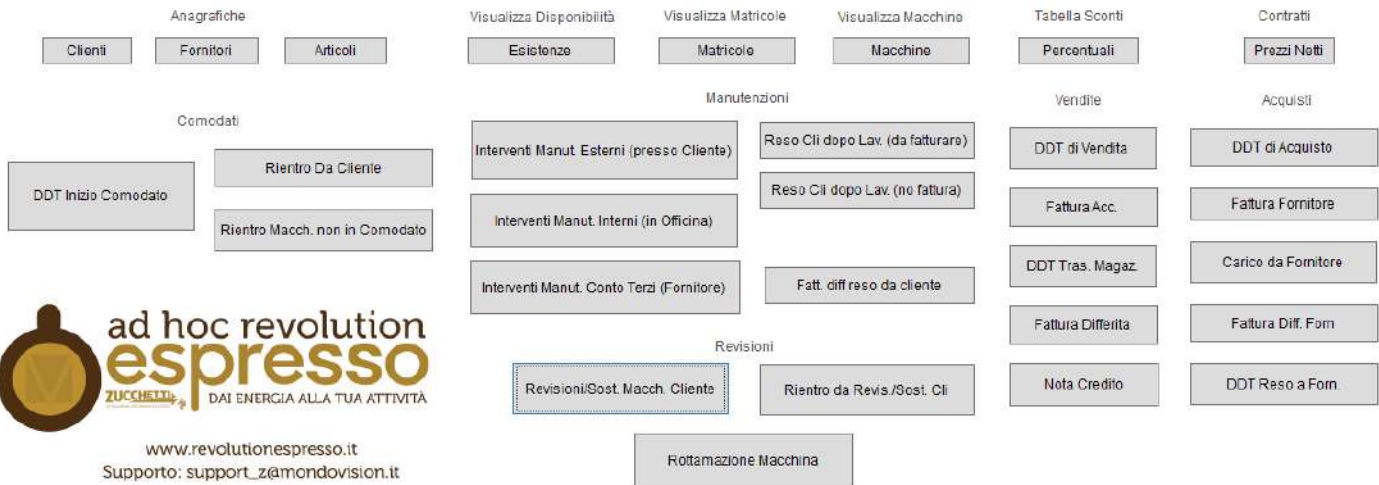 Anagrafiche
Visualizza Disponibilità
Visualizza Matricole
Visualizza Macchine
Tabella Sconti
Contratti
Clienti
Fornitori
Articoli
Esistenze
Matricole
Macchine
Percentuali
Prezzi Netti
Comodati
DDT Inizio Comodato
Rientro Da Cliente
Rientro Macch. non in Comodato
Manutenzioni
Interventi Manut. Esterni (presso Cliente)
Reso Cli dopo Lav. (da fatturare)
Reso Cli dopo Lav. (no fattura)
Interventi Manut. Interni (in Officina)
Interventi Manut. Conto Terzi (Fornitore)
Fatt. diff reso da cliente
Revisioni
Revisioni/Sost. Macch. Cliente
Rientro da Revis./Sost. Cli
Rottamazione Macchina
Vendite
DDT di Vendita
Fattura Acc.
DDT Tras. Magaz.
Fattura Differita
Nota Credito
Acquisti
DDT di Acquisto
Fattura Fornitore
Carico da Fornitore
Fattura Diff. Forn
DDT Reso a Forn.
ad hoc revolution
espresso
ZUCCHETTI
DAI ENERGIA ALLA TUA ATTIVITÀ
www.revolutionespresso.it
Supporto: support_z@mondovision.it